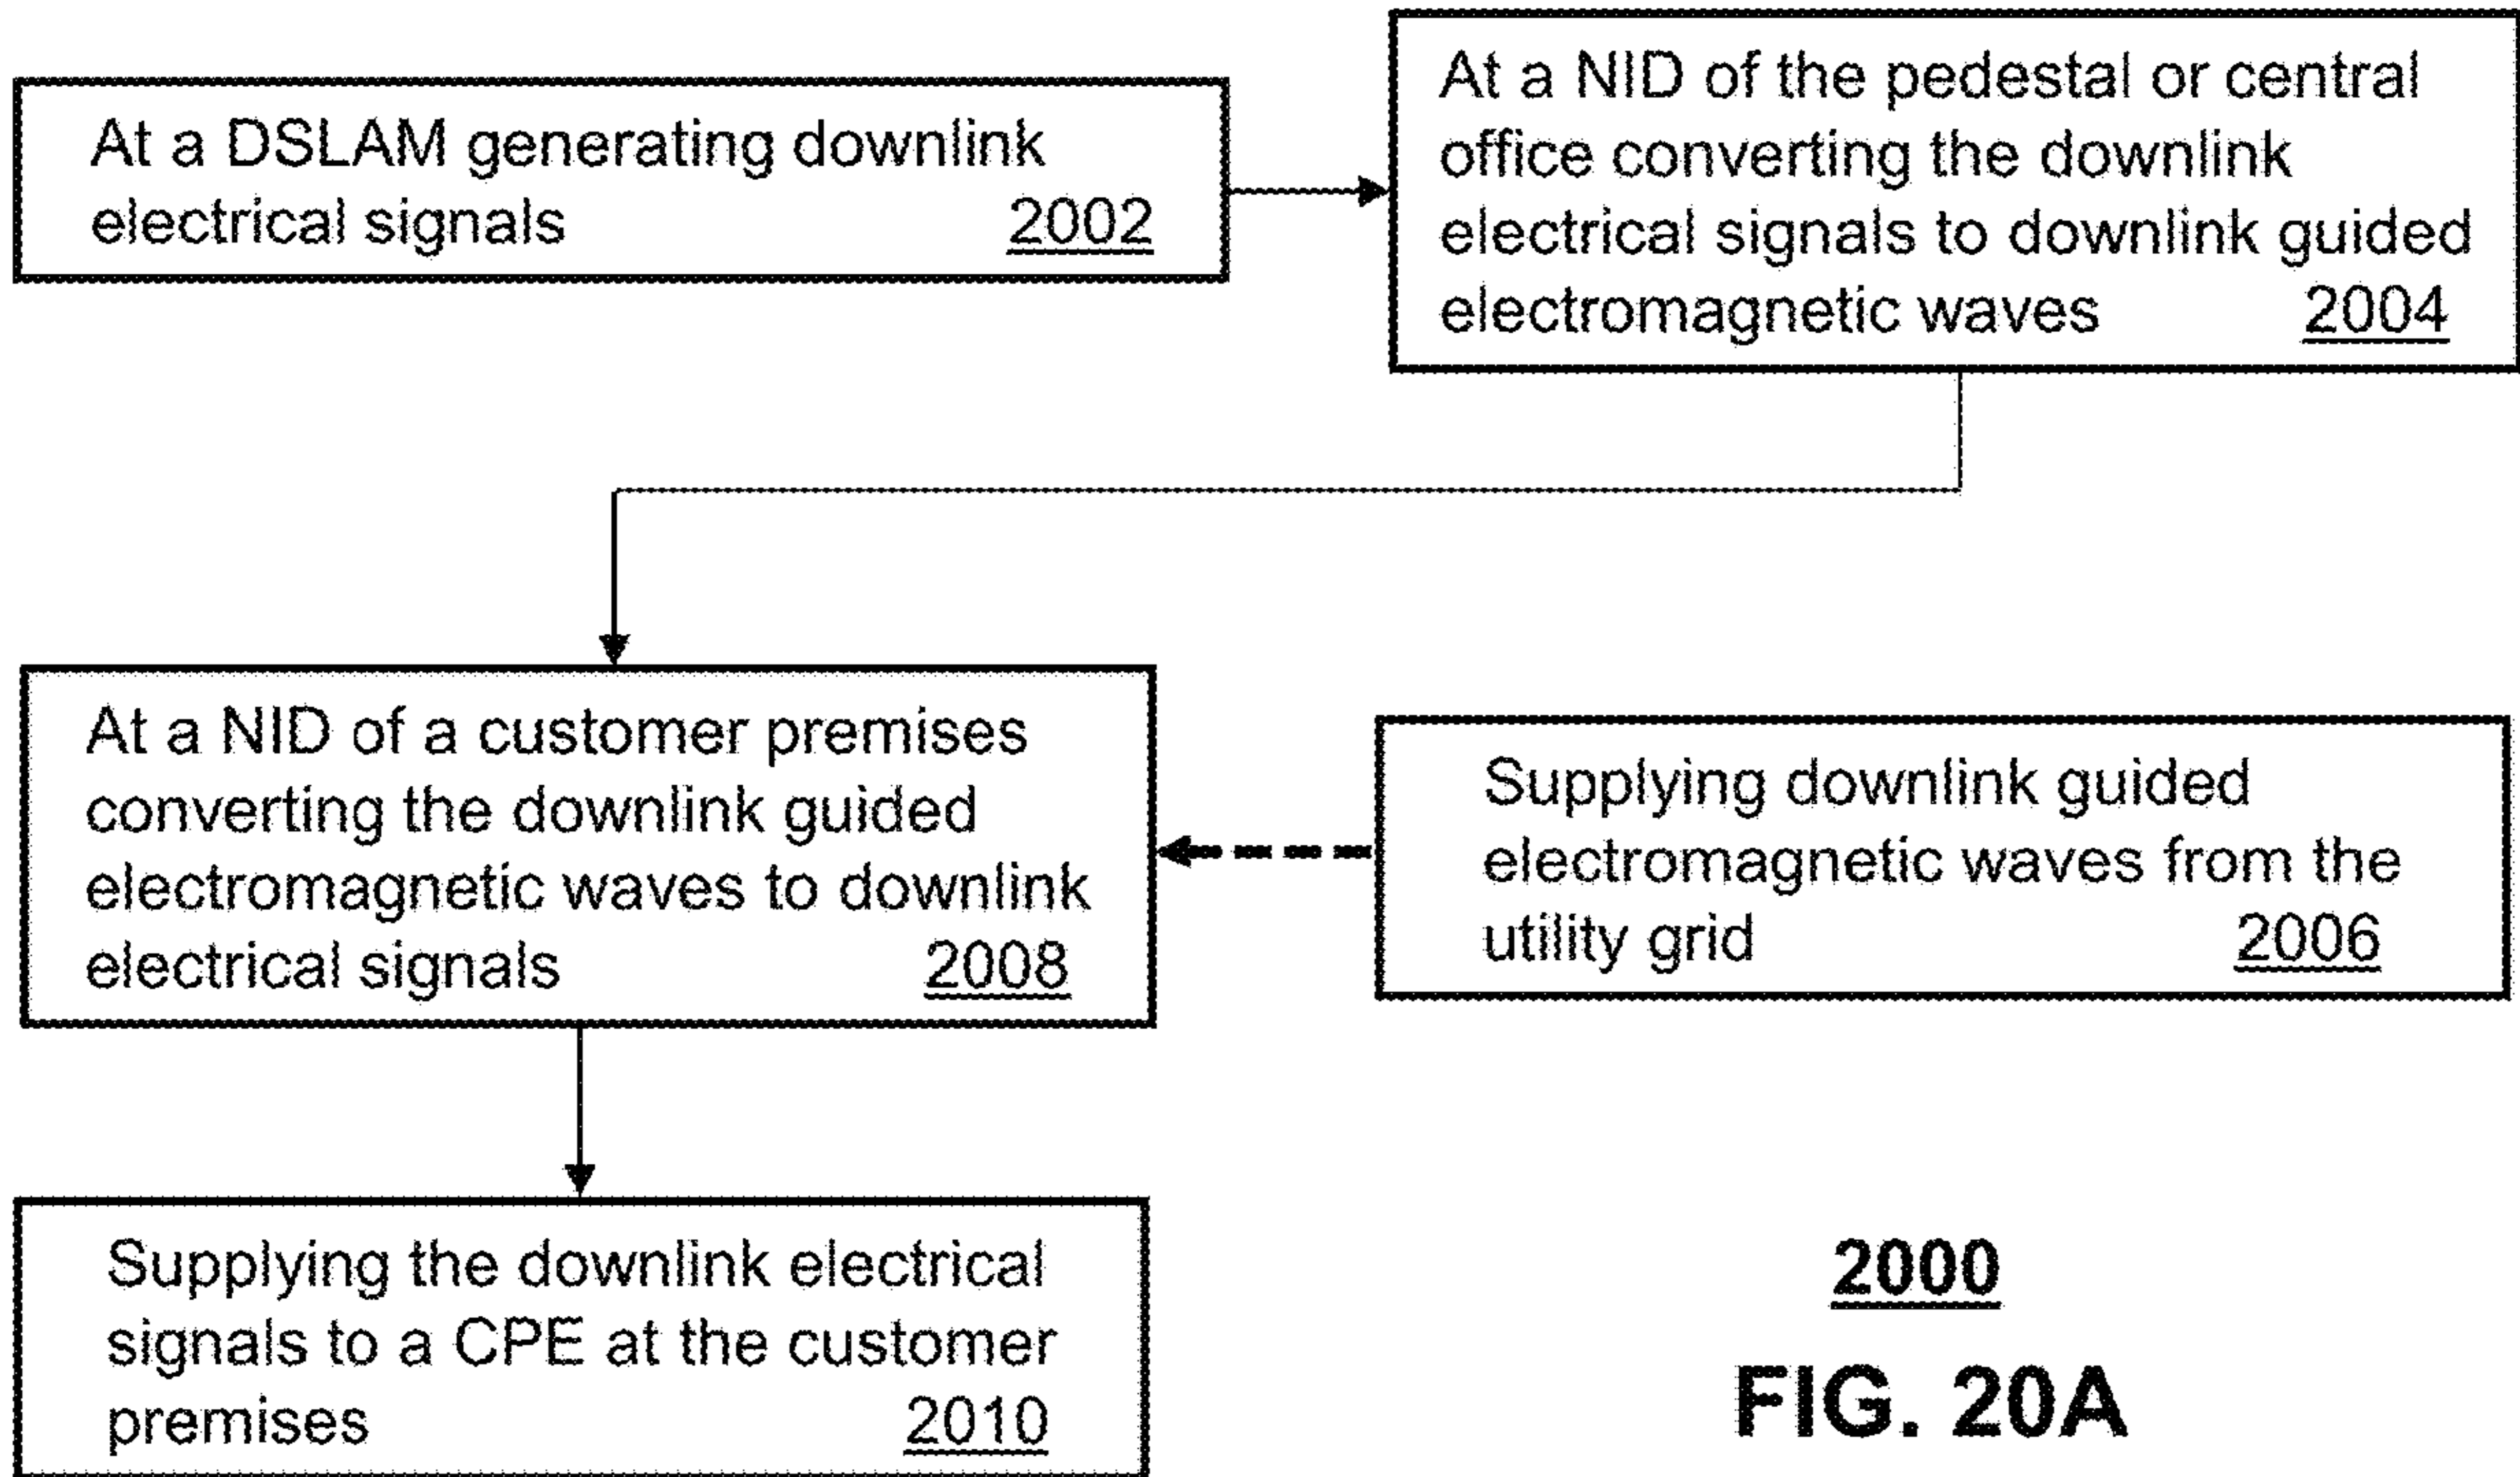 At a DSLAM generating downlink
electrical signals 2002
At a NID of the pedestal or central
office converting the downlink
electrical signals to downlink guided
electromagnetic waves 2004
At a NID of a customer premises
converting the downlink guided
electromagnetic waves to downlink
electrical signals 2008
Supplying downlink guided
electromagnetic waves from the
utility grid 2006
Supplying the downlink electrical
signals to a CPE at the customer
premises 2010
2000
FIG. 20A